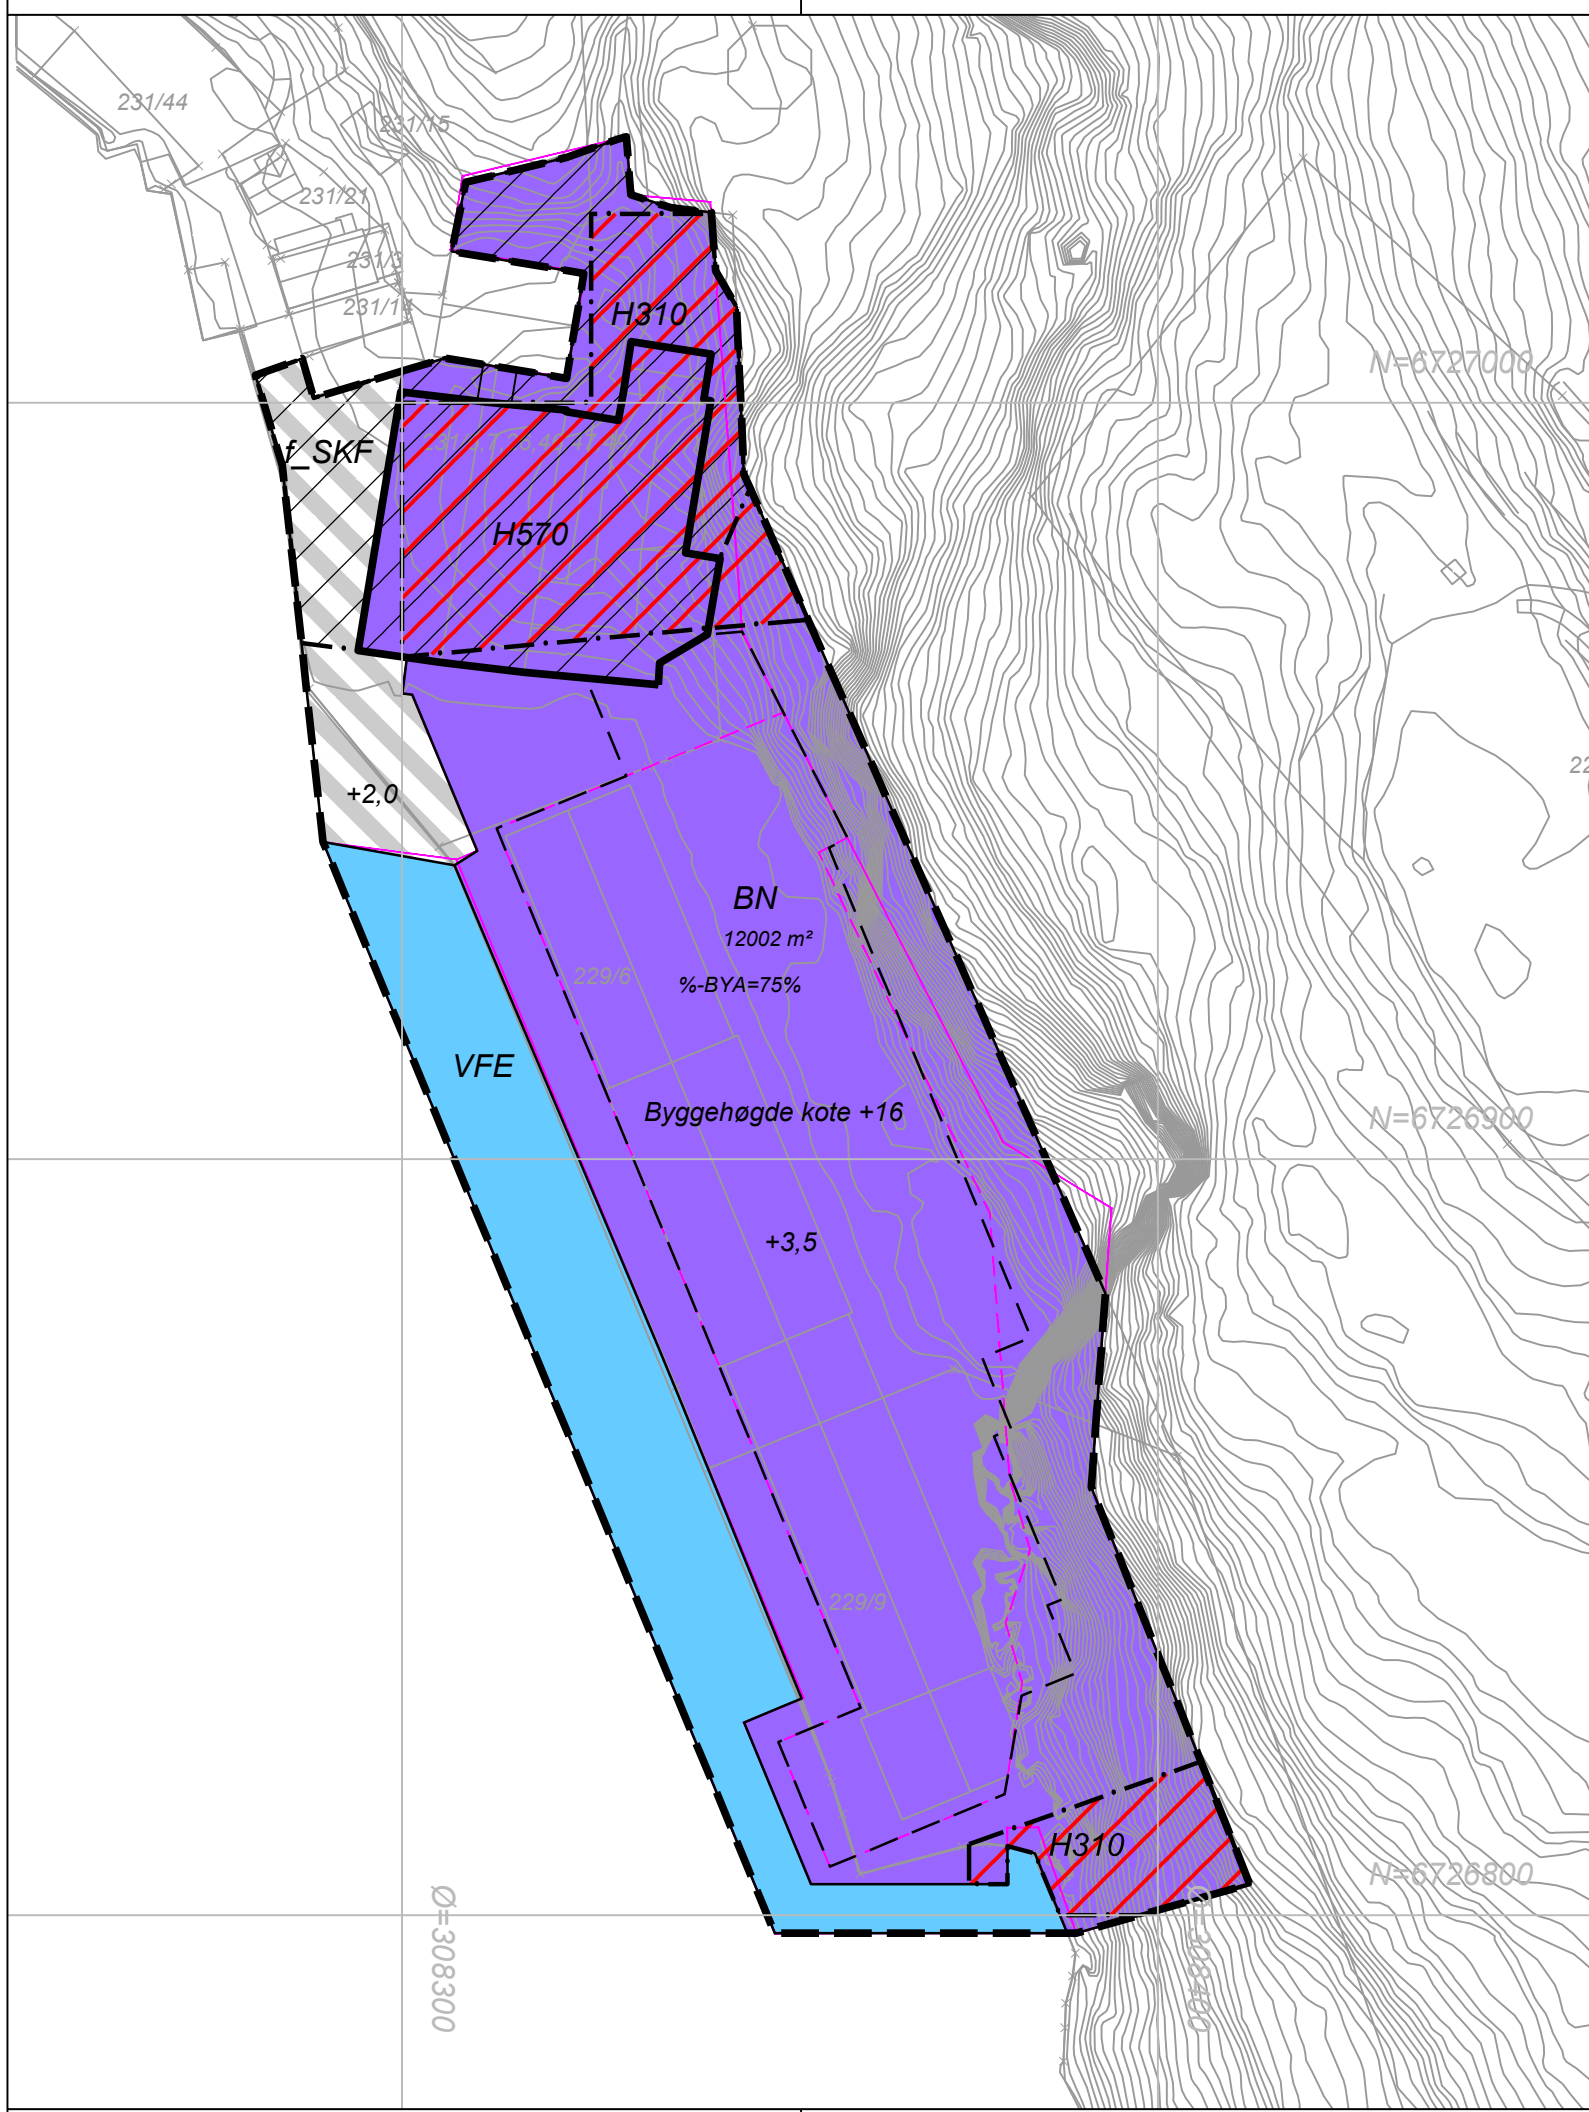 231/44
231/15
231/21
231/3
231/14
H310
N=6727000
f_SKF
H570
+2,0
BN
12002 m²
229/6
%-BYA=75%
VFE
Byggehøgde kote +16
N=6726900
+3,5
229/9
H310
N=6726800
Ø=308300
Ø=308400